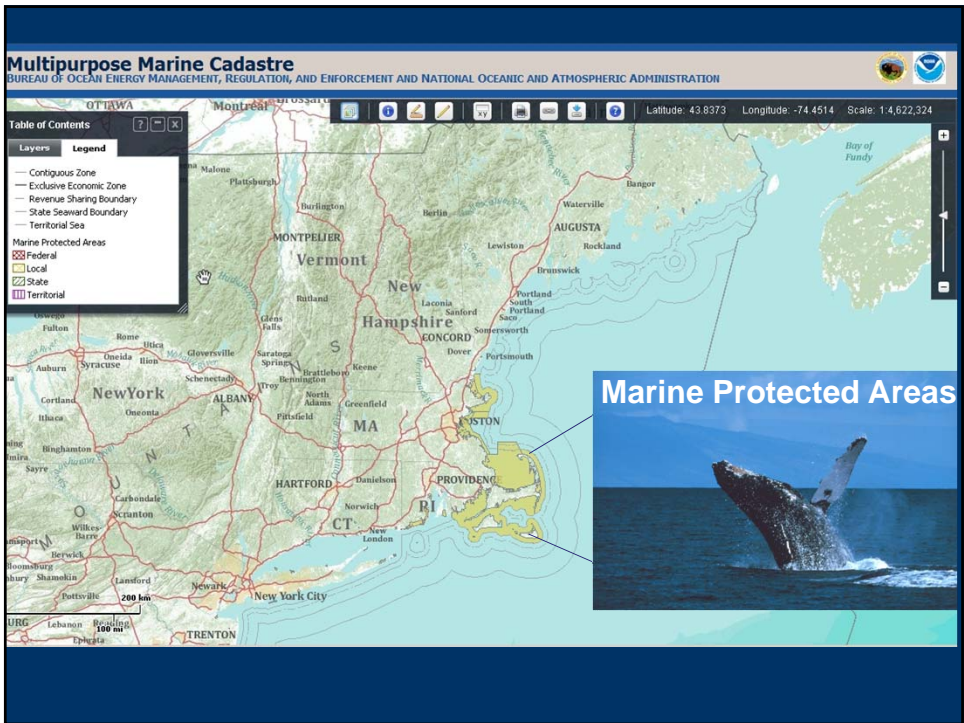 Multipurpose Marine Cadastre
BUREAU OF OCEAN ENERGY MANAGEMENT, REGULATION, AND ENFORCEMENT AND NATIONAL OCEANIC AND ATMOSPHERIC ADMINISTRATION
OTTAWA
Montréal
Brossard
xy
Latitude: 43.8373 Longitude: -74.4514 Scale: 1:4,622,324
Table of Contents
Layers Legend
Contiguous Zone
Exclusive Economic Zone
Revenue Sharing Boundary
State Seaward Boundary
Territorial Sea
Marine Protected Areas
Federal
Local
State
Territorial
Bay of
Fundy
Malone
Plattsburgh
Bangor
Burlington
Berlin
Waterville
AUGUSTA
MONTPELIER
Lewiston
Rockland
Vermont
Brunswick
New
Hampshire
Rutland
Laconia
Sanford
Portland
South
Portland
Saco
Oswego
Fulton
Glens
Falls
CONCORD
Somersworth
Rome
Utica
Dover
Portsmouth
Oneida
Ilion
Gloversville
Saratoga
Springs
Auburn
Syracuse
Brattleboro
Keene
Schenectady
Troy
Bennington
Cortland
New York
ALBANY
North
Adams
Greenfield
Marine Protected Areas
Ithaca
Oneonta
Pittsfield
MA
BOSTON
Binghamton
Sayre
HARTFORD
Danielson
PROVIDENCE
Carbondale
Scranton
Norwich
RI
CT
New
London
Wilkes
Barre
Berwick
Bloomsburg
Shamokin
Lansford
Newark
New York City
Pottsville
200 km
Lebanon
Reading
100 mi
TRENTON
Ephrata